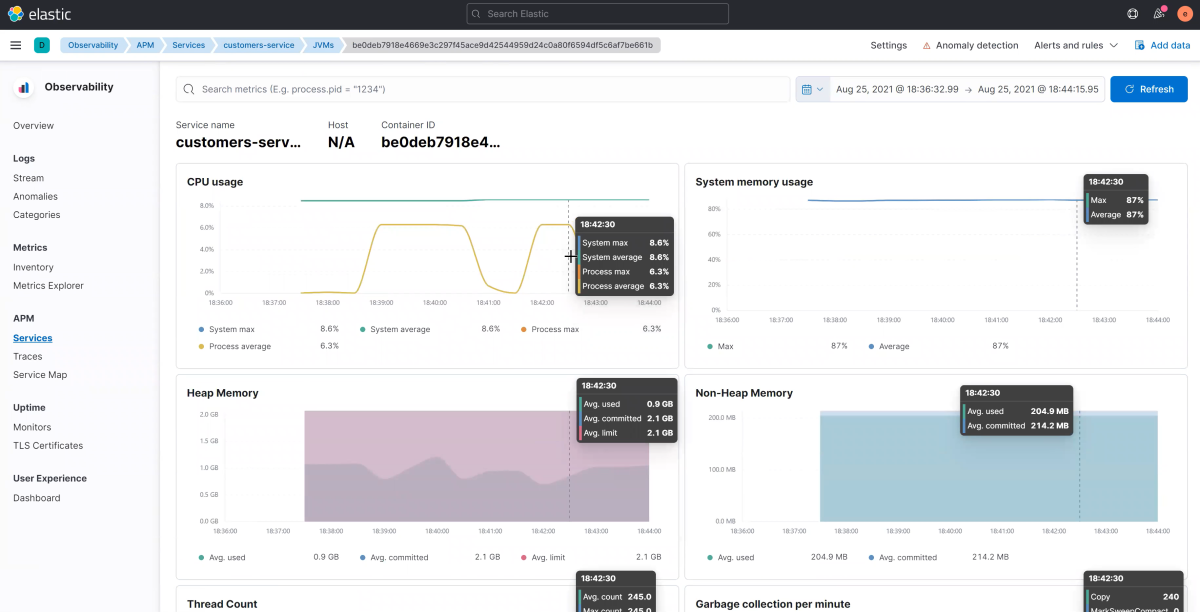 elastic
Search Elastic
e
D
Observability
APM
Services
customers-service
JVMs
be0deb7918e4669e3c297f45ace9d42544959d24c0a80f6594df5c6af7be661b
Settings
Anomaly detection
Alerts and rules
Add data
Observability
Overview
Logs
Stream
Anomalies
Categories
Metrics
Inventory
Metrics Explorer
APM
Services
Traces
Service Map
Uptime
Monitors
TLS Certificates
User Experience
Dashboard
Search metrics (E.g. process.pid = "1234")
Aug 25, 2021 @ 18:36:32.99 → Aug 25, 2021 @ 18:44:15.95
Refresh
Service name
customers-serv...
Host
N/A
Container ID
be0deb7918e4...
CPU usage
8.0%
6.0%
4.0%
2.0%
0%
18:36:00 18:37:00 18:38:00 18:39:00 18:40:00 18:41:00 18:42:00 18:43:00 18:44:00
18:42:30
System max 8.6%
System average 8.6%
Process max 6.3%
Process average 6.3%
System max 8.6% System average 8.6% Process max 6.3%
Process average 6.3%
System memory usage
80%
60%
40%
20%
0%
18:36:00 18:37:00 18:38:00 18:39:00 18:40:00 18:41:00 18:42:00 18:43:00 18:44:00
18:42:30
Max 87%
Average 87%
Max 87% Average 87%
Heap Memory
2.0 GB
1.5 GB
1.0 GB
0.5 GB
0.0 GB
18:36:00 18:37:00 18:38:00 18:39:00 18:40:00 18:41:00 18:42:00 18:43:00 18:44:00
18:42:30
Avg. used 0.9 GB
Avg. committed 2.1 GB
Avg. limit 2.1 GB
Avg. used 0.9 GB Avg. committed 2.1 GB Avg. limit 2.1 GB
Non-Heap Memory
200.0 MB
100.0 MB
0.0 MB
18:36:00 18:37:00 18:38:00 18:39:00 18:40:00 18:41:00 18:42:00 18:43:00 18:44:00
18:42:30
Avg. used 204.9 MB
Avg. committed 214.2 MB
Avg. used 204.9 MB Avg. committed 214.2 MB
Thread Count
18:42:30
Avg. count 245.0
Max count 245.0
Garbage collection per minute
18:42:30
Copy 240
MarkSweepCompact 0